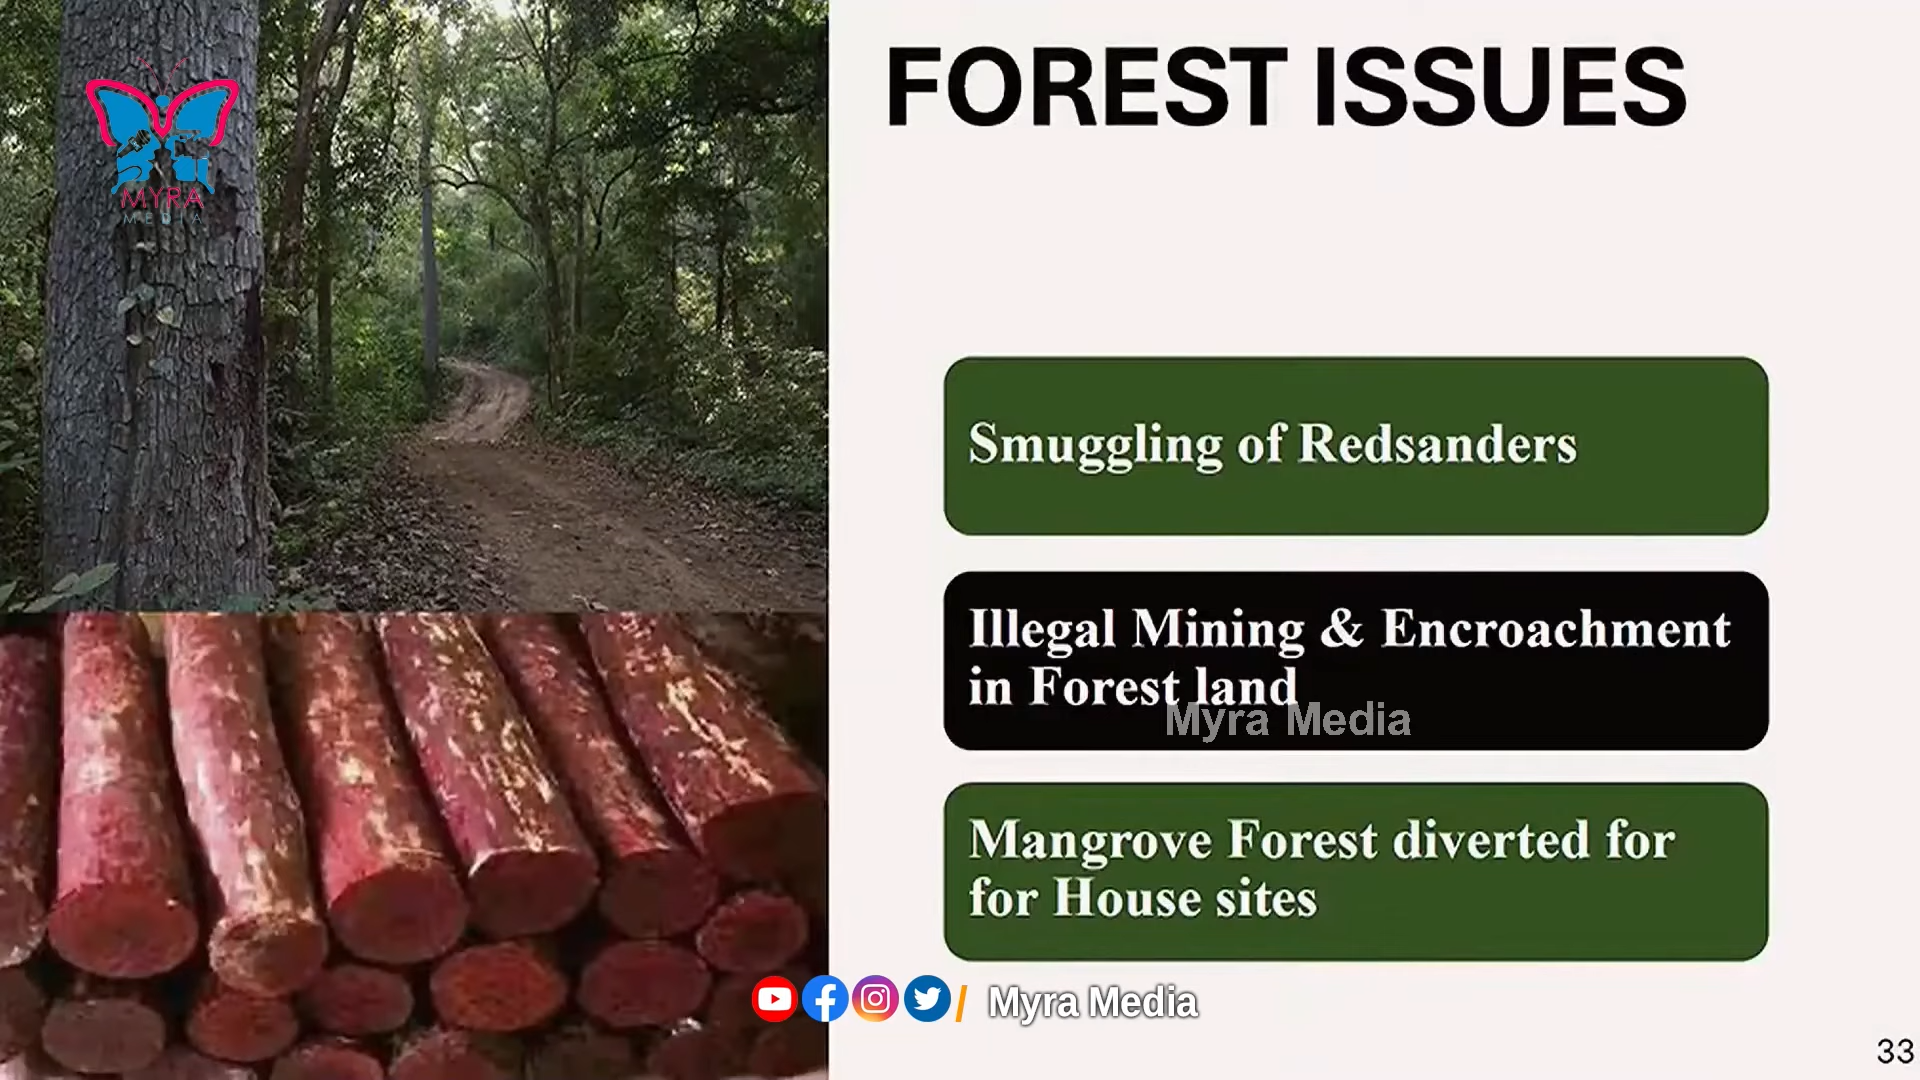 MYRA
MEDIA
FOREST ISSUES
Smuggling of Redsanders
Illegal Mining & Encroachment
in Forest land
Myra Media
Mangrove Forest diverted for
for House sites
/ Myra Media
33